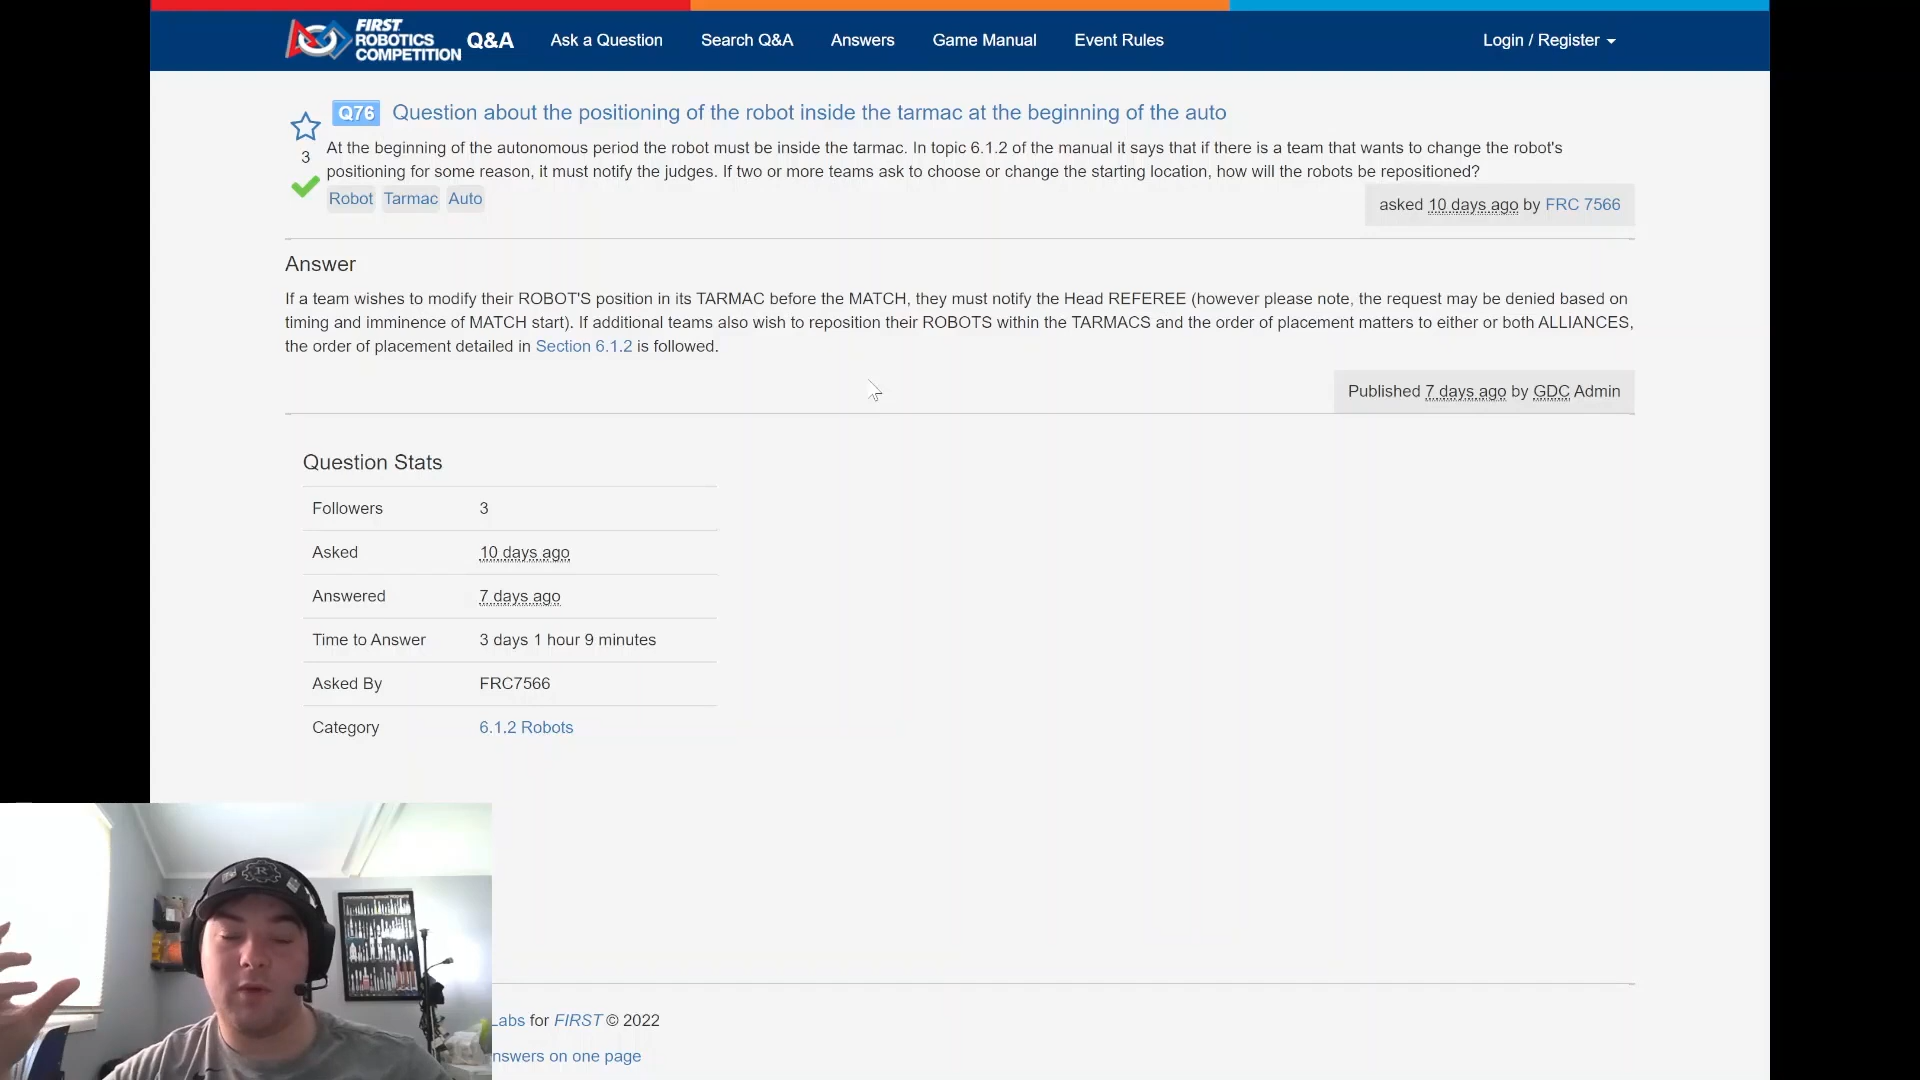 FIRST
ROBOTICS
COMPETITION
Q&A
Ask a Question
Search Q&A
Answers
Game Manual
Event Rules
Login / Register
Q76 Question about the positioning of the robot inside the tarmac at the beginning of the auto
3
At the beginning of the autonomous period the robot must be inside the tarmac. In topic 6.1.2 of the manual it says that if there is a team that wants to change the robot's
positioning for some reason, it must notify the judges. If two or more teams ask to choose or change the starting location, how will the robots be repositioned?
Robot Tarmac Auto
asked 10 days ago by FRC 7566
Answer
If a team wishes to modify their ROBOT'S position in its TARMAC before the MATCH, they must notify the Head REFEREE (however please note, the request may be denied based on
timing and imminence of MATCH start). If additional teams also wish to reposition their ROBOTS within the TARMACS and the order of placement matters to either or both ALLIANCES,
the order of placement detailed in Section 6.1.2 is followed.
Published 7 days ago by GDC Admin
Question Stats
Followers 3
Asked 10 days ago
Answered 7 days ago
Time to Answer 3 days 1 hour 9 minutes
Asked By FRC7566
Category 6.1.2 Robots
R
Labs for FIRST © 2022
nswers on one page